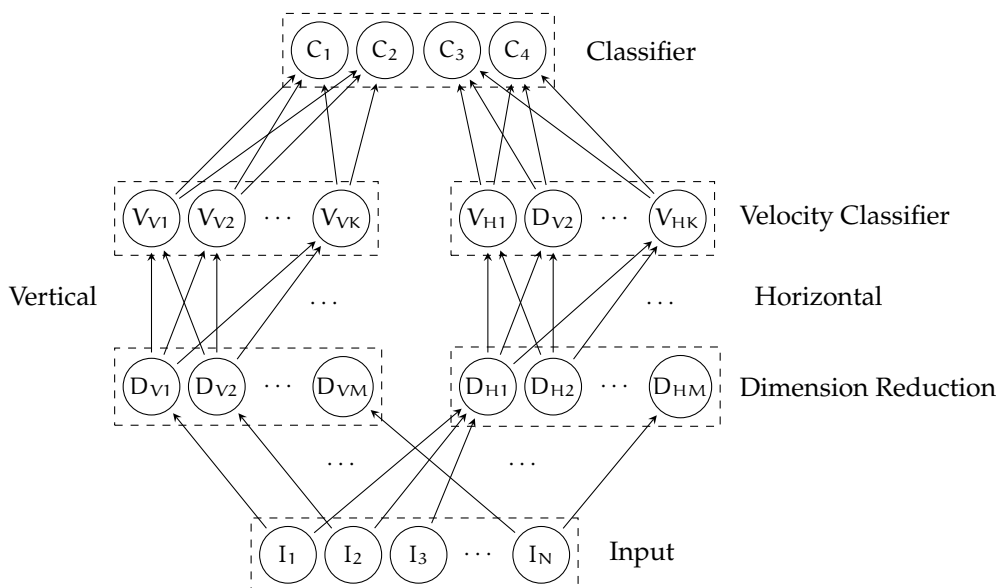 C1 C2 C3 C4 Classifier
VV1 VV2 ··· VVK VH1 DV2 ··· VHK Velocity Classifier
Vertical ... ... Horizontal
DV1 DV2 ··· DVM DH1 DH2 ··· DHM Dimension Reduction
... ...
I1 I2 I3 ··· IN Input